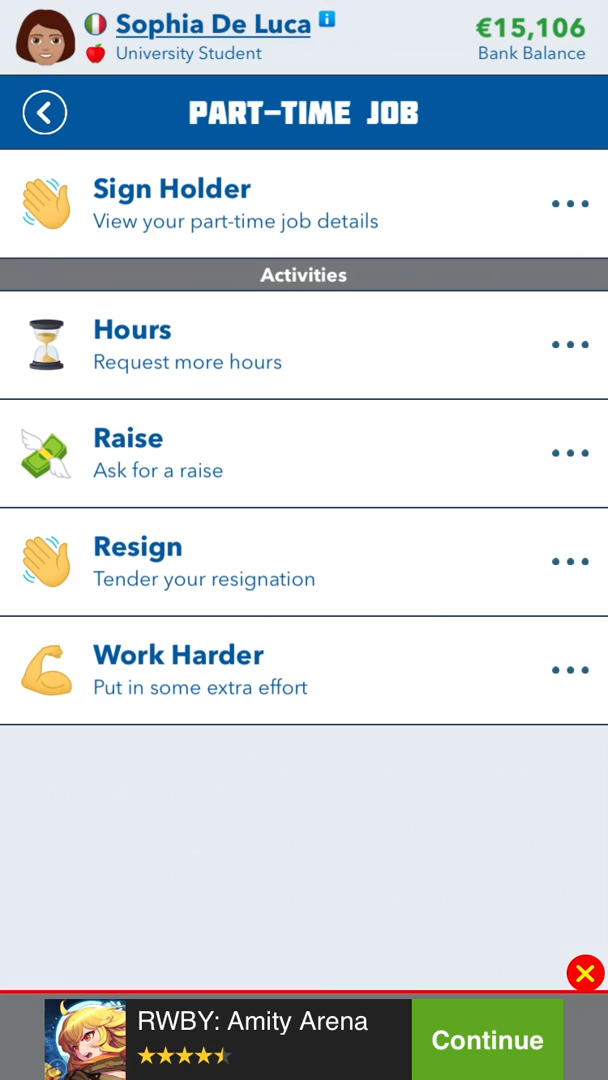 Sophia De Luca
University Student
€15,106
Bank Balance
PART-TIME JOB
Sign Holder
View your part-time job details
Activities
Hours
Request more hours
Raise
Ask for a raise
Resign
Tender your resignation
Work Harder
Put in some extra effort
RWBY: Amity Arena
Continue